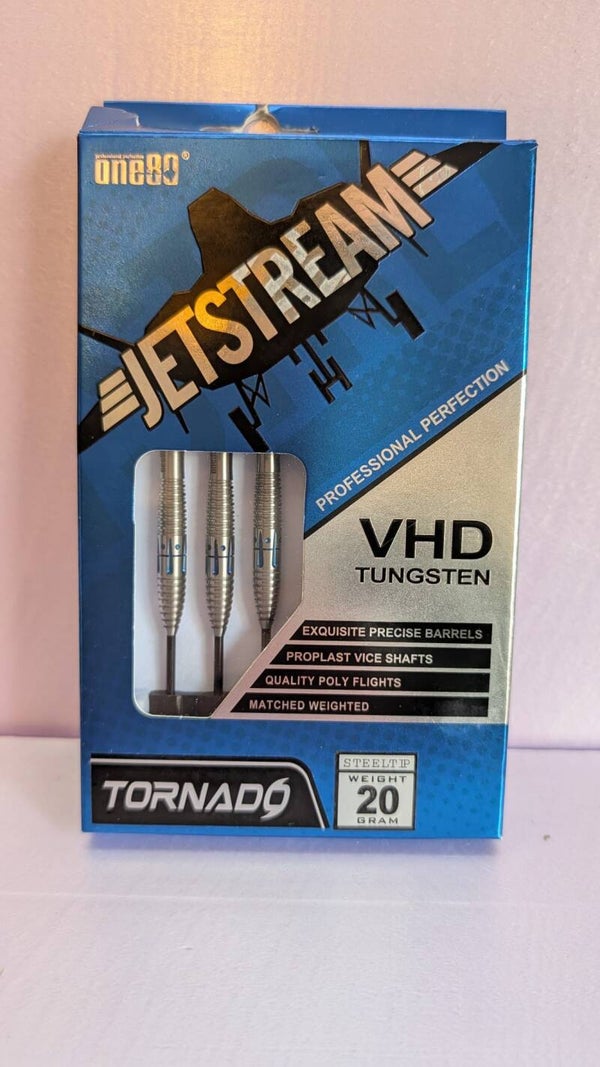 one80®
JETSTREAM
PROFESSIONAL PERFECTION
VHD
TUNGSTEN
EXQUISITE PRECISE BARRELS
PROPLAST VICE SHAFTS
QUALITY POLY FLIGHTS
MATCHED WEIGHTED
TORNADO
STEELTIP
WEIGHT
20
GRAM